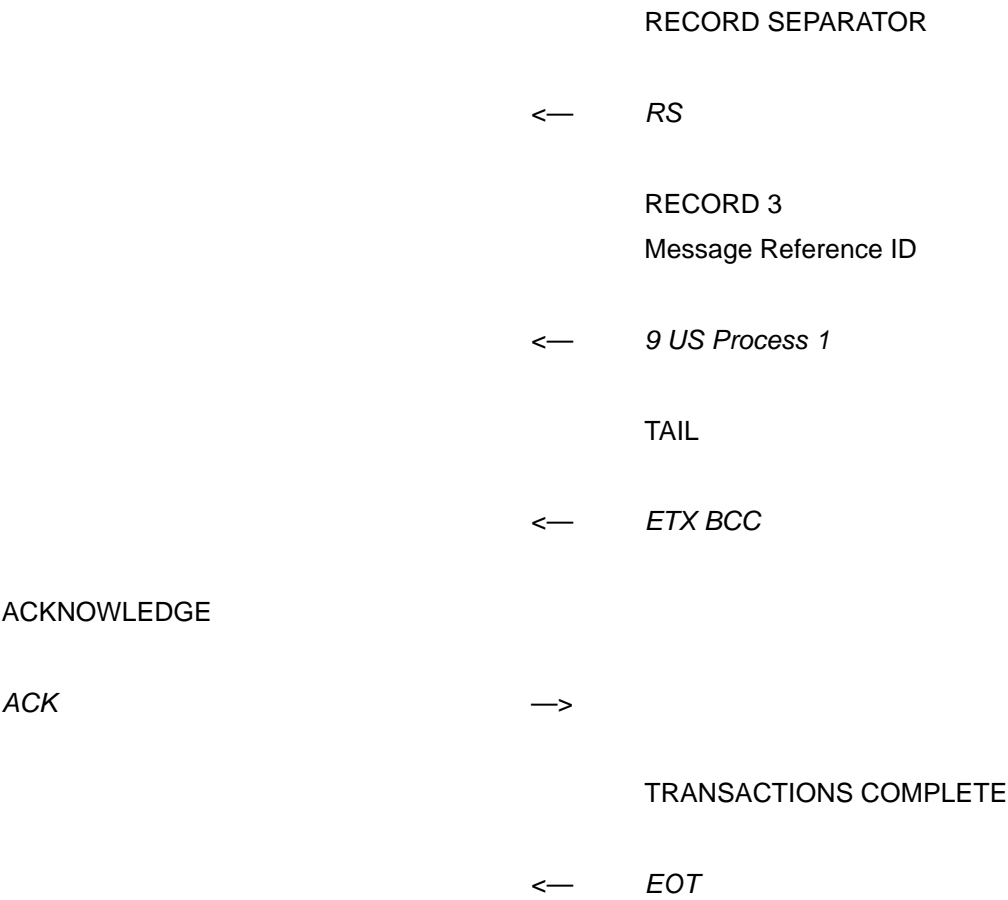 RECORD SEPARATOR
<— RS
RECORD 3
Message Reference ID
<— 9 US Process 1
TAIL
<— ETX BCC
ACKNOWLEDGE
ACK —>
TRANSACTIONS COMPLETE
<— EOT